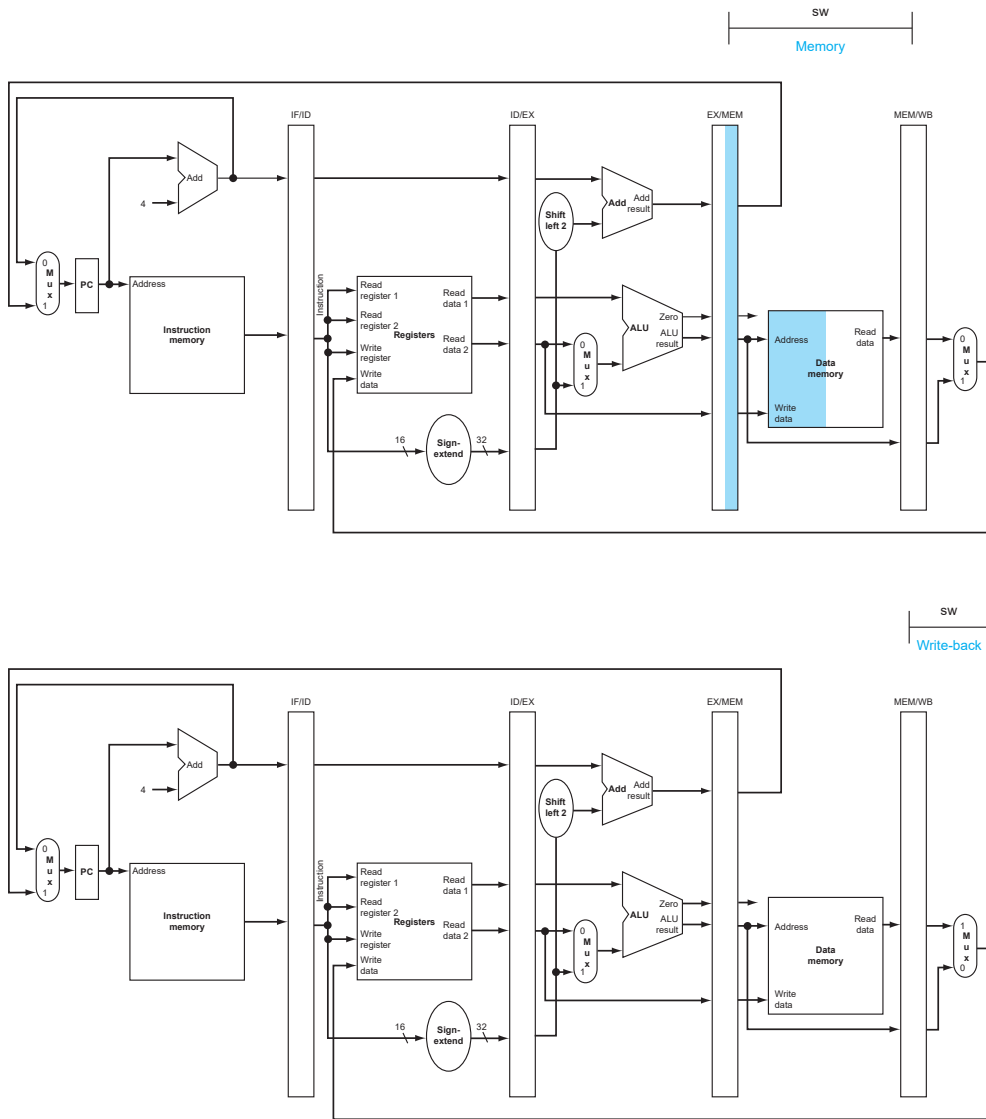 SW
Memory
IF/ID
ID/EX
EX/MEM
MEM/WB
Add
4
Add
Add
result
Shift
left 2
0
M
u
x
1
PC
Address
Instruction
memory
Instruction
Read
register 1
Read
register 2
Write
register
Write
data
Registers
Read
data 1
Read
data 2
0
M
u
x
1
ALU
Zero
ALU
result
Address
Write
data
Data
memory
Read
data
0
M
u
x
1
16
Sign-
extend
32
SW
Write-back
IF/ID
ID/EX
EX/MEM
MEM/WB
Add
4
Add
Add
result
Shift
left 2
0
M
u
x
1
PC
Address
Instruction
memory
Instruction
Read
register 1
Read
register 2
Write
register
Write
data
Registers
Read
data 1
Read
data 2
0
M
u
x
1
ALU
Zero
ALU
result
Address
Write
data
Data
memory
Read
data
1
M
u
x
0
16
Sign-
extend
32